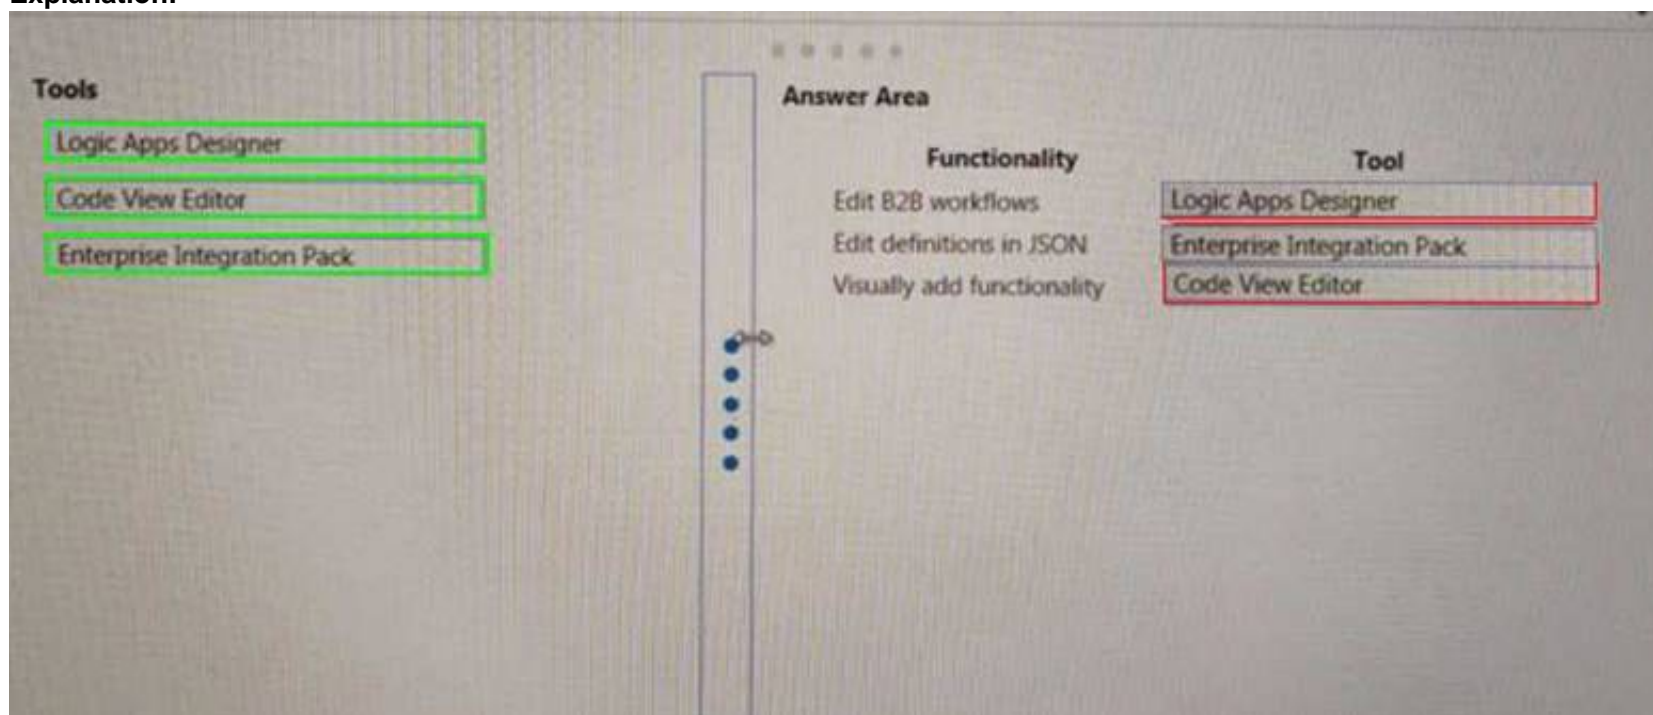 Explanation:
Tools
Logic Apps Designer
Code View Editor
Enterprise Integration Pack
Answer Area
Functionality Tool
Edit B2B workflows Logic Apps Designer
Edit definitions in JSON Enterprise Integration Pack
Visually add functionality Code View Editor